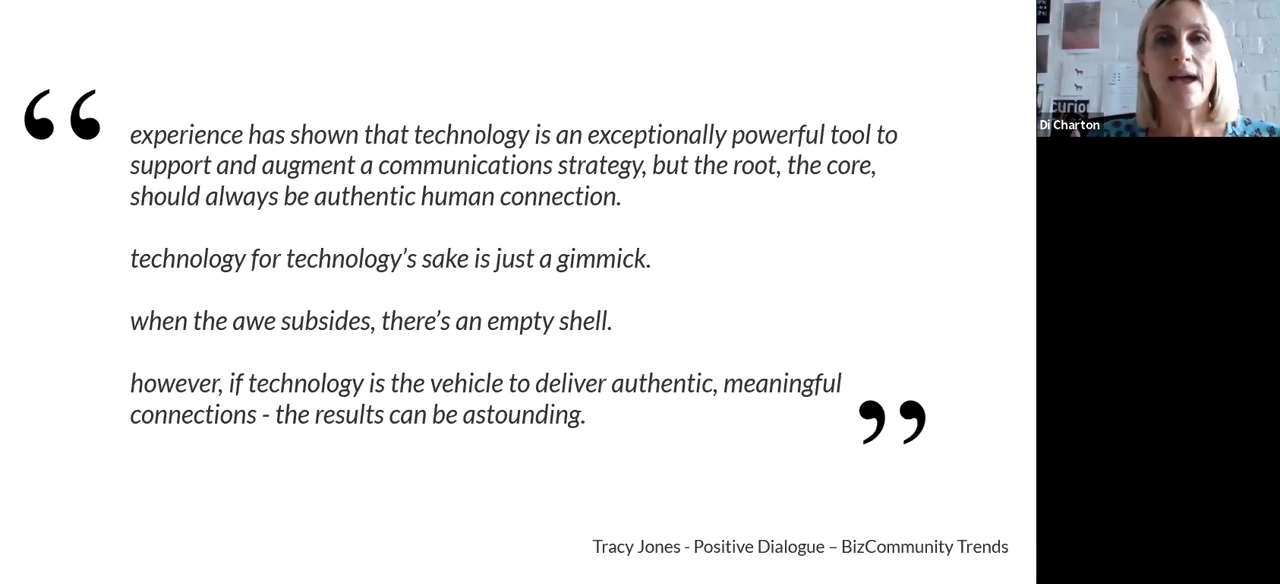 experience has shown that technology is an exceptionally powerful tool to
support and augment a communications strategy, but the root, the core,
should always be authentic human connection.
technology for technology’s sake is just a gimmick.
when the awe subsides, there’s an empty shell.
however, if technology is the vehicle to deliver authentic, meaningful
connections - the results can be astounding.
Tracy Jones - Positive Dialogue – BizCommunity Trends
curio
Di Charton